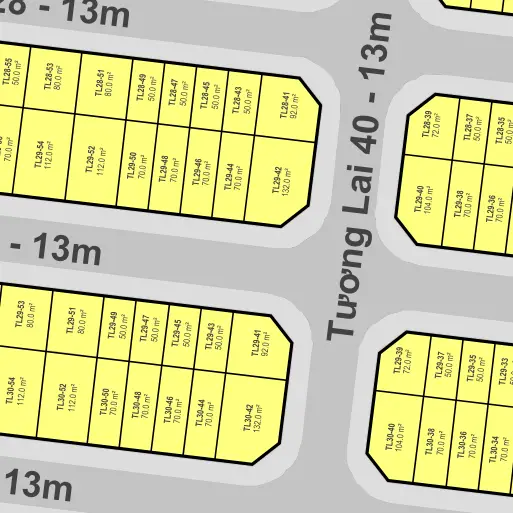 28 - 13m
Tương Lai 40 - 13m
TL28-55
50.0 m²
TL28-53
80.0 m²
TL28-51
80.0 m²
TL28-49
50.0 m²
TL28-47
50.0 m²
TL28-45
50.0 m²
TL28-43
50.0 m²
TL28-41
92.0 m²
70.0 m²
TL29-54
112.0 m²
TL29-52
112.0 m²
TL29-50
70.0 m²
TL29-48
70.0 m²
TL29-46
70.0 m²
TL29-44
70.0 m²
TL29-42
132.0 m²
TL28-39
72.0 m²
TL28-37
50.0 m²
TL28-35
50.0 m²
TL29-40
104.0 m²
TL29-38
70.0 m²
TL29-36
70.0 m²
- 13m
TL29-53
80.0 m²
TL29-51
80.0 m²
TL29-49
50.0 m²
TL29-47
50.0 m²
TL29-45
50.0 m²
TL29-43
50.0 m²
TL29-41
92.0 m²
TL30-54
112.0 m²
TL30-52
112.0 m²
TL30-50
70.0 m²
TL30-48
70.0 m²
TL30-46
70.0 m²
TL30-44
70.0 m²
TL30-42
132.0 m²
TL29-39
72.0 m²
TL29-37
50.0 m²
TL29-35
50.0 m²
TL29-33
TL30-40
104.0 m²
TL30-38
70.0 m²
TL30-36
70.0 m²
TL30-34
70.0 m²
13m